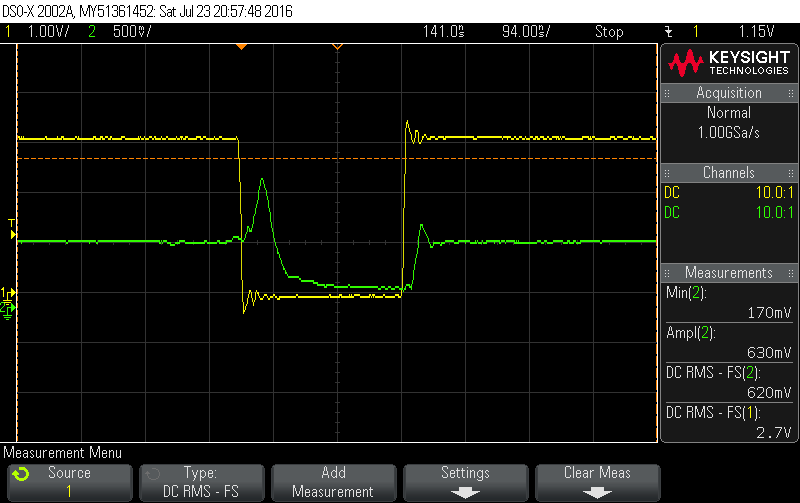 DSO-X 2002A, MY51361452: Sat Jul 23 20:57:48 2016
1 1.00V/ 2 500mV/ 141.0ns 94.00ns/ Stop 1 1.15V
KEYSIGHT
TECHNOLOGIES
Acquisition
Normal
1.00GSa/s
Channels
DC 10.0:1
DC 10.0:1
Measurements
Min(2):
170mV
Ampl(2):
630mV
DC RMS - FS(2):
620mV
DC RMS - FS(1):
2.7V
T
1
2
Measurement Menu
Source
1
Type:
DC RMS - FS
Add
Measurement
Settings
Clear Meas